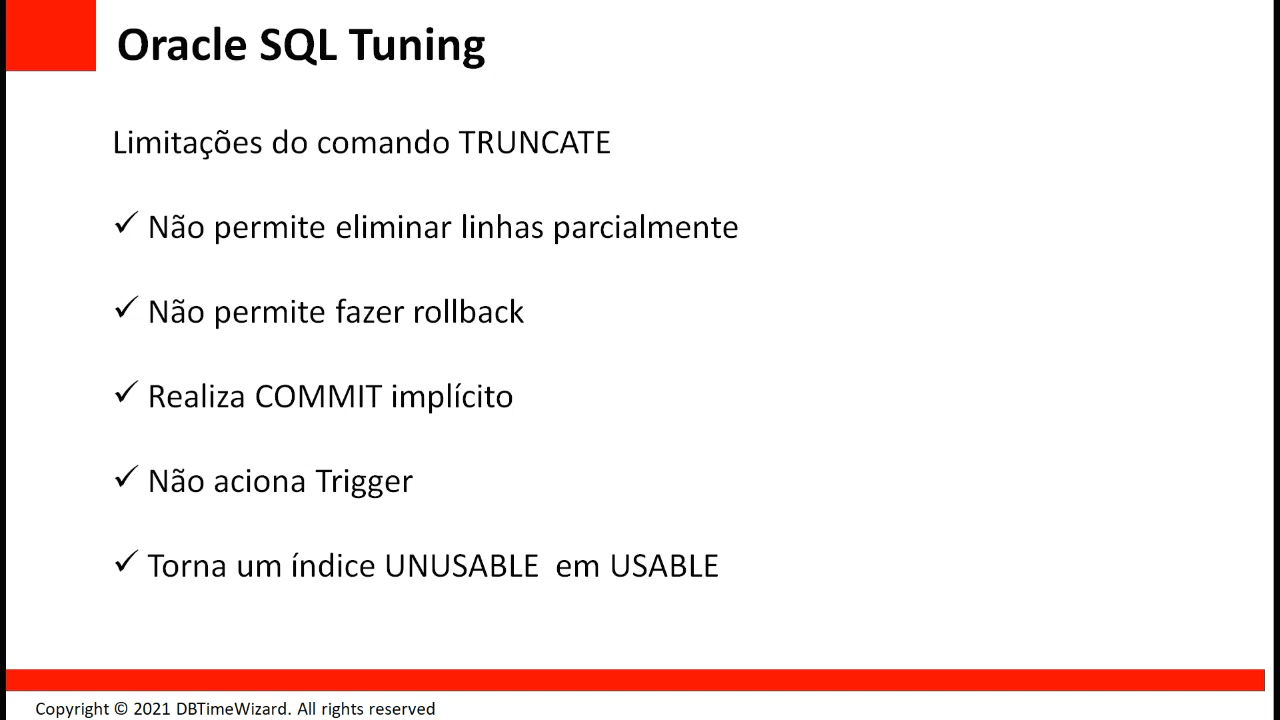 Oracle SQL Tuning
Limitações do comando TRUNCATE
✓ Não permite eliminar linhas parcialmente
✓ Não permite fazer rollback
✓ Realiza COMMIT implícito
✓ Não aciona Trigger
✓ Torna um índice UNUSABLE em USABLE
Copyright © 2021 DBTimeWizard. All rights reserved